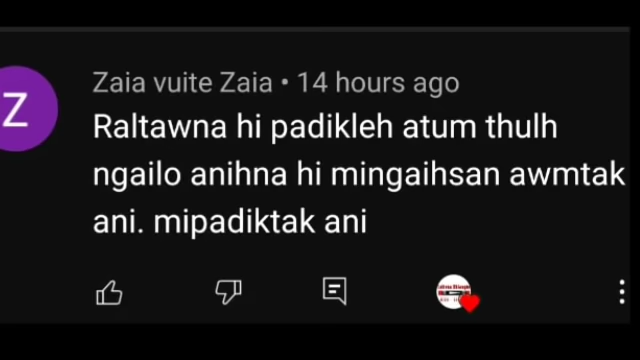 Z
Zaia vuite Zaia • 14 hours ago
Raltawna hi padikleh atum thulh
ngailo anihna hi mingaihsan awmtak
ani. mipadiktak ani